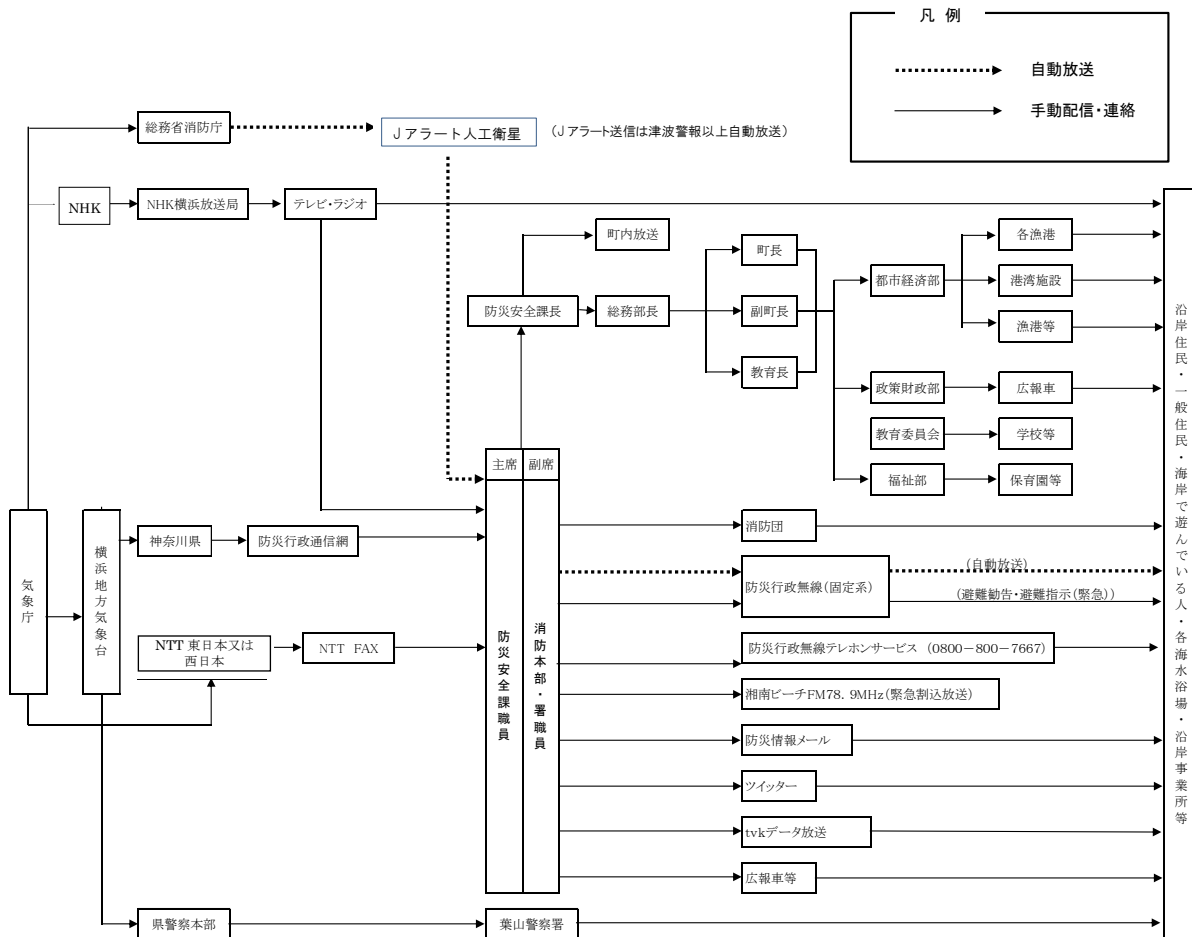 凡 例
自動放送
手動配信・連絡
総務省消防庁
Jアラート人工衛星
(Jアラート送信は津波警報以上自動放送)
NHK
NHK横浜放送局
テレビ・ラジオ
町内放送
防災安全課長
総務部長
町長
副町長
教育長
都市経済部
各漁港
港湾施設
漁港等
政策財政部
広報車
教育委員会
学校等
福祉部
保育園等
主席
副席
防災安全課職員
消防本部・署職員
気象庁
横浜地方気象台
神奈川県
防災行政通信網
NTT 東日本又は
西日本
NTT FAX
消防団
防災行政無線(固定系)
(自動放送)
(避難勧告・避難指示(緊急))
防災行政無線テレホンサービス (0800-800-7667)
湘南ビーチFM78.9MHz(緊急割込放送)
防災情報メール
ツイッター
tvkデータ放送
広報車等
県警察本部
葉山警察署
沿岸住民・一般住民・海岸で遊んでいる人・各海水浴場・沿岸事業所等